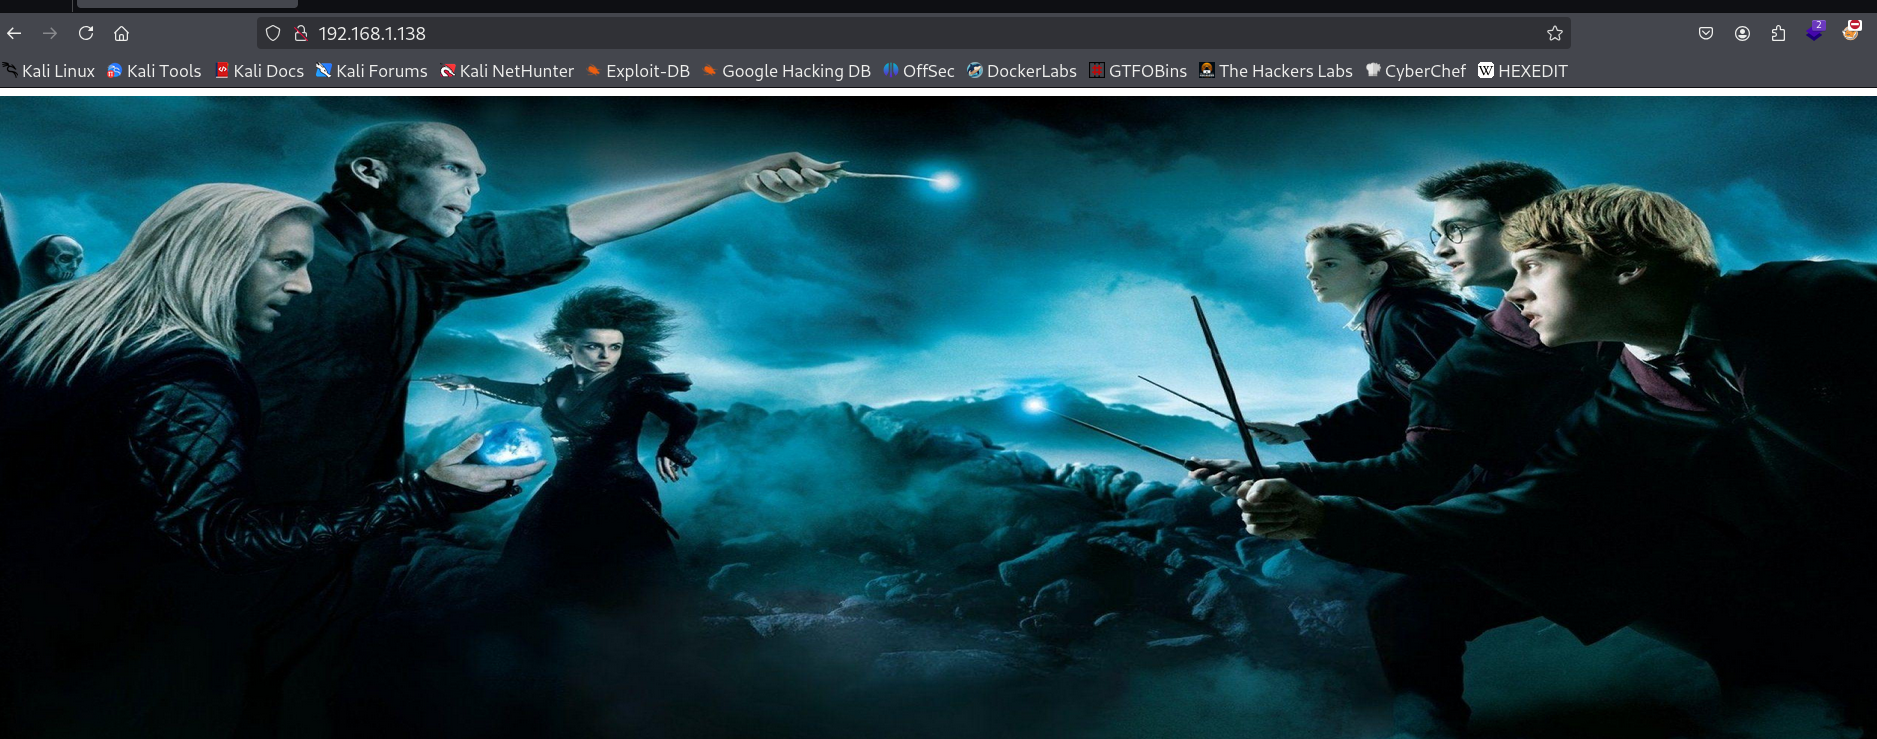 192.168.1.138
2
Kali Linux Kali Tools Kali Docs Kali Forums Kali NetHunter Exploit-DB Google Hacking DB OffSec DockerLabs GTFOBins The Hackers Labs CyberChef W HEXEDIT